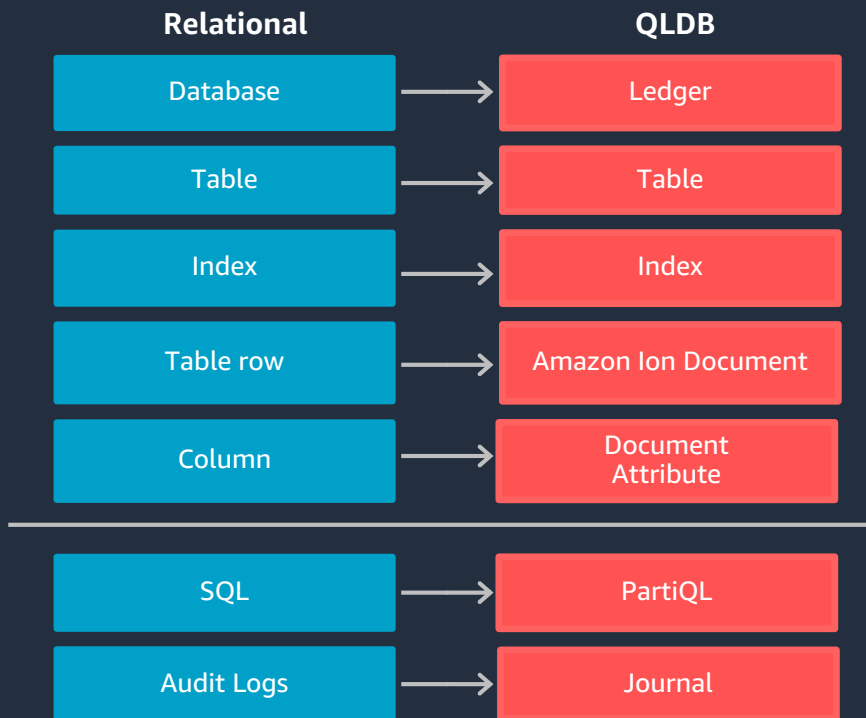 Relational QLDB
Database Ledger
Table Table
Index Index
Table row Amazon Ion Document
Column Document
Attribute
SQL PartiQL
Audit Logs Journal